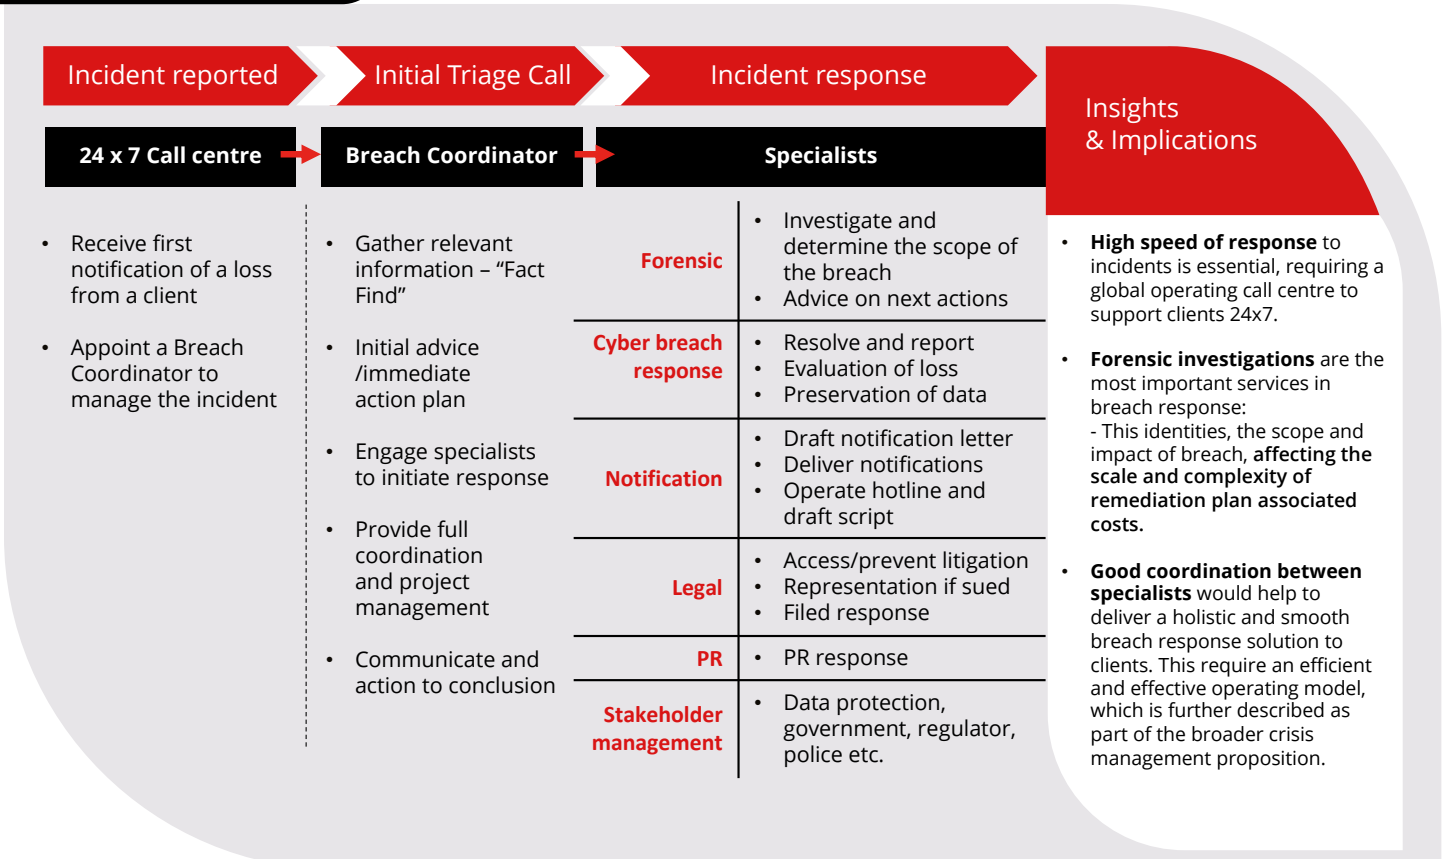 Incident reported
Initial Triage Call
Incident response
24 x 7 Call centre
Breach Coordinator
Specialists
• Receive first
notification of a loss
from a client
• Appoint a Breach
Coordinator to
manage the incident
• Gather relevant
information – “Fact
Find”
• Initial advice
/immediate
action plan
• Engage specialists
to initiate response
• Provide full
coordination
and project
management
• Communicate and
action to conclusion
Forensic
• Investigate and
determine the scope of
the breach
• Advice on next actions
Cyber breach
response
• Resolve and report
• Evaluation of loss
• Preservation of data
Notification
• Draft notification letter
• Deliver notifications
• Operate hotline and
draft script
Legal
• Access/prevent litigation
• Representation if sued
• Filed response
PR
• PR response
Stakeholder
management
• Data protection,
government, regulator,
police etc.
Insights
& Implications
• High speed of response to
incidents is essential, requiring a
global operating call centre to
support clients 24x7.
• Forensic investigations are the
most important services in
breach response:
- This identities, the scope and
impact of breach, affecting the
scale and complexity of
remediation plan associated
costs.
• Good coordination between
specialists would help to
deliver a holistic and smooth
breach response solution to
clients. This require an efficient
and effective operating model,
which is further described as
part of the broader crisis
management proposition.